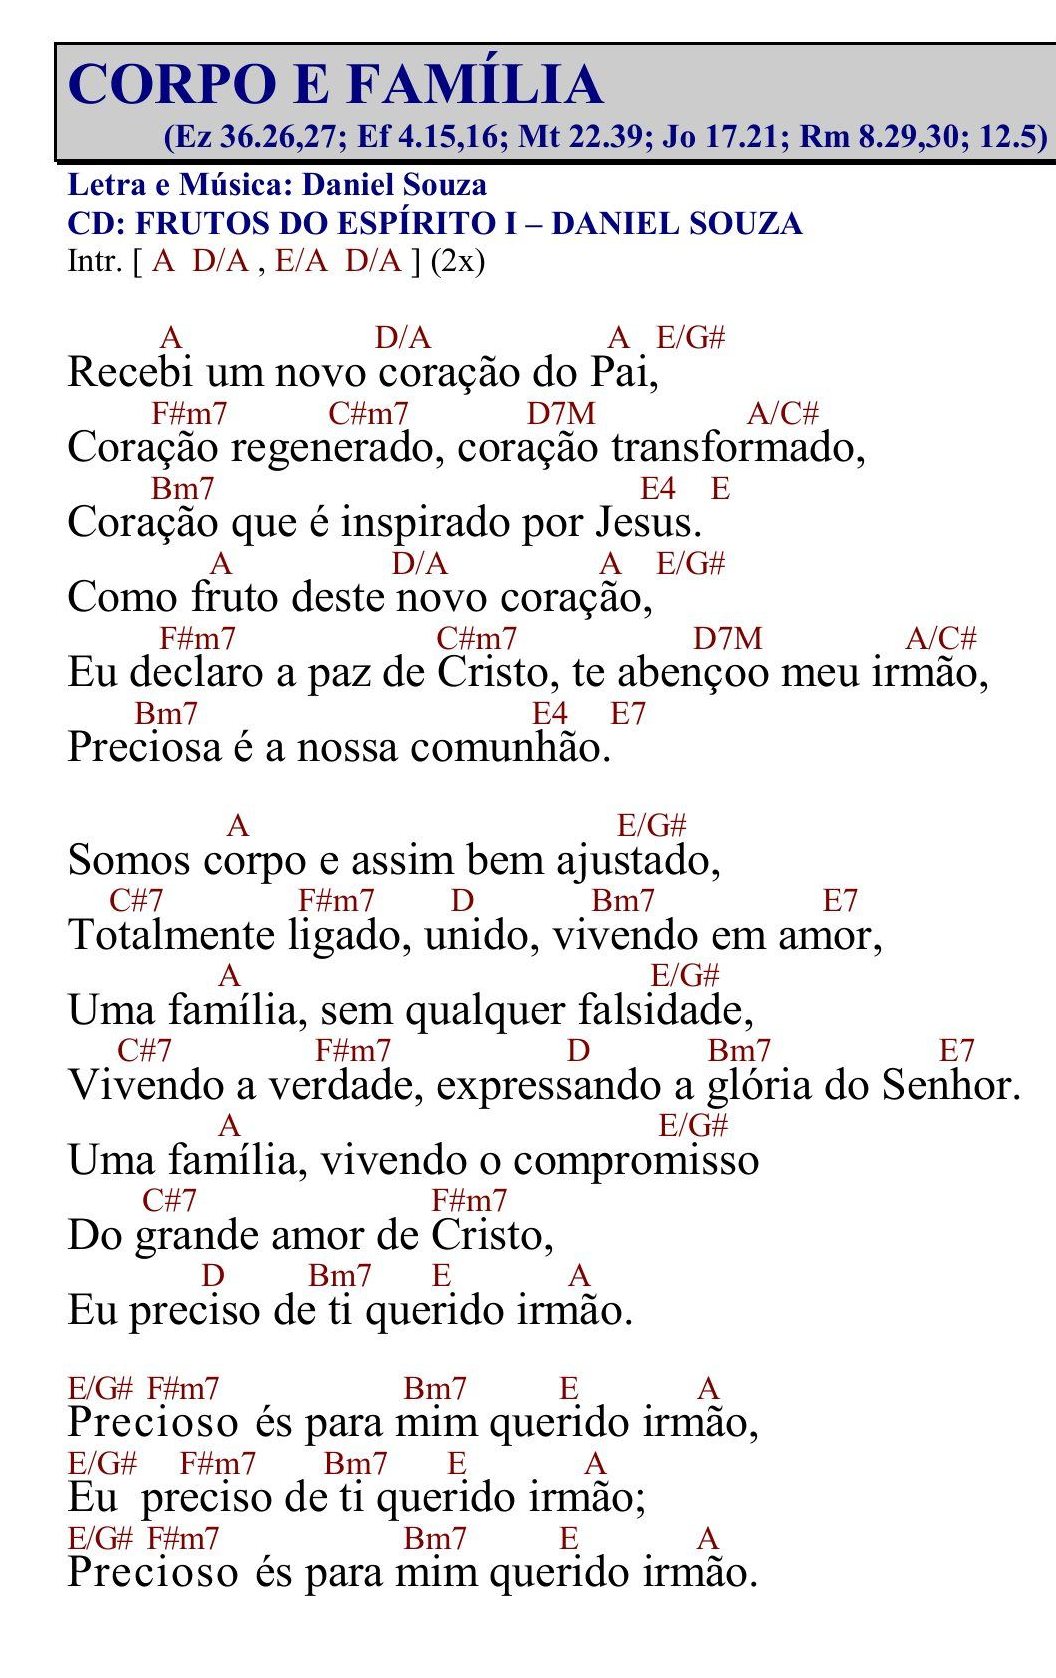 CORPO E FAMÍLIA
(Ez 36.26,27; Ef 4.15,16; Mt 22.39; Jo 17.21; Rm 8.29,30; 12.5)
Letra e Música: Daniel Souza
CD: FRUTOS DO ESPÍRITO I – DANIEL SOUZA
Intr. [ A D/A , E/A D/A ] (2x)
A D/A A E/G#
Recebi um novo coração do Pai,
F#m7 C#m7 D7M A/C#
Coração regenerado, coração transformado,
Bm7 E4 E
Coração que é inspirado por Jesus.
A D/A A E/G#
Como fruto deste novo coração,
F#m7 C#m7 D7M A/C#
Eu declaro a paz de Cristo, te abençoo meu irmão,
Bm7 E4 E7
Preciosa é a nossa comunhão.
A E/G#
Somos corpo e assim bem ajustado,
C#7 F#m7 D Bm7 E7
Totalmente ligado, unido, vivendo em amor,
A E/G#
Uma família, sem qualquer falsidade,
C#7 F#m7 D Bm7 E7
Vivendo a verdade, expressando a glória do Senhor.
A E/G#
Uma família, vivendo o compromisso
C#7 F#m7
Do grande amor de Cristo,
D Bm7 E A
Eu preciso de ti querido irmão.
E/G# F#m7 Bm7 E A
Precioso és para mim querido irmão,
E/G# F#m7 Bm7 E A
Eu preciso de ti querido irmão;
E/G# F#m7 Bm7 E A
Precioso és para mim querido irmão.